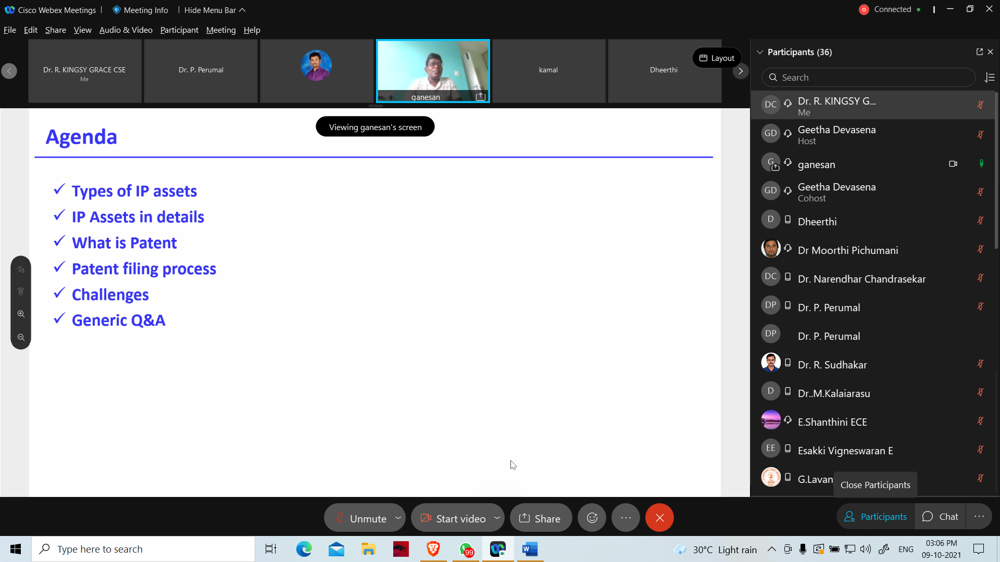 Cisco Webex Meetings
Meeting Info
Hide Menu Bar
Connected
File Edit Share View Audio & Video Participant Meeting Help
Dr. R. KINGSY GRACE CSE
Me
Dr. P. Perumal
ganesan
kamal
Dheerthi
Layout
Viewing ganesan's screen
Agenda
✓ Types of IP assets
✓ IP Assets in details
✓ What is Patent
✓ Patent filing process
✓ Challenges
✓ Generic Q&A
Participants (36)
Search
DC Dr. R. KINGSY G...
Me
GD Geetha Devasena
Host
G ganesan
GD Geetha Devasena
Cohost
D Dheerthi
Dr Moorthi Pichumani
DC Dr. Narendhar Chandrasekar
DP Dr. P. Perumal
DP Dr. P. Perumal
Dr. R. Sudhakar
D Dr..M.Kalaiarasu
E.Shanthini ECE
EE Esakki Vigneswaran E
Close Participants
Unmute
Start video
Share
Participants
Chat
Type here to search
99
W
30°C Light rain
ENG
03:06 PM
09-10-2021